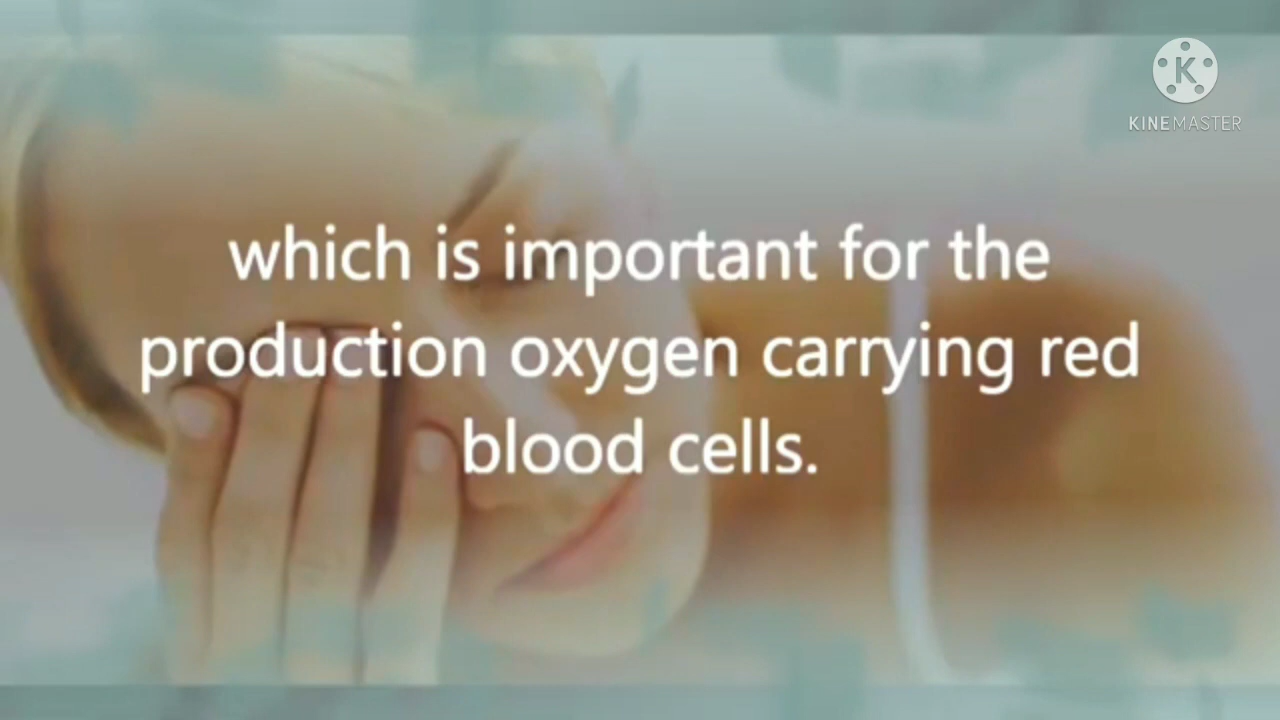 K
KINEMASTER
which is important for the
production oxygen carrying red
blood cells.